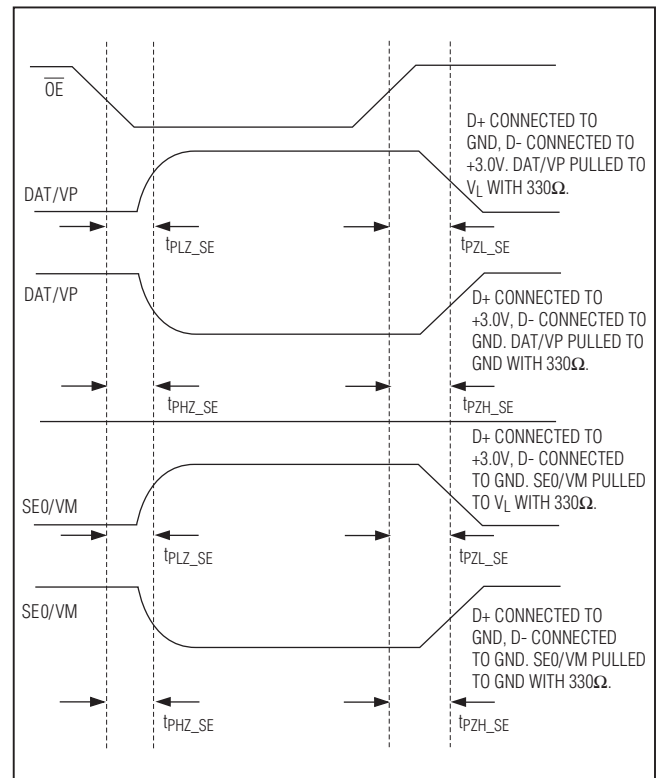 OE
D+ CONNECTED TO
GND, D- CONNECTED TO
+3.0V. DAT/VP PULLED TO
VL WITH 330Ω.
DAT/VP
tPLZ_SE
tPZL_SE
DAT/VP
D+ CONNECTED TO
+3.0V, D- CONNECTED TO
GND. DAT/VP PULLED TO
GND WITH 330Ω.
tPHZ_SE
tPZH_SE
D+ CONNECTED TO
+3.0V, D- CONNECTED
TO GND. SE0/VM PULLED
TO VL WITH 330Ω.
SE0/VM
tPLZ_SE
tPZL_SE
SE0/VM
D+ CONNECTED TO
GND, D- CONNECTED
TO GND. SE0/VM PULLED
TO GND WITH 330Ω.
tPHZ_SE
tPZH_SE